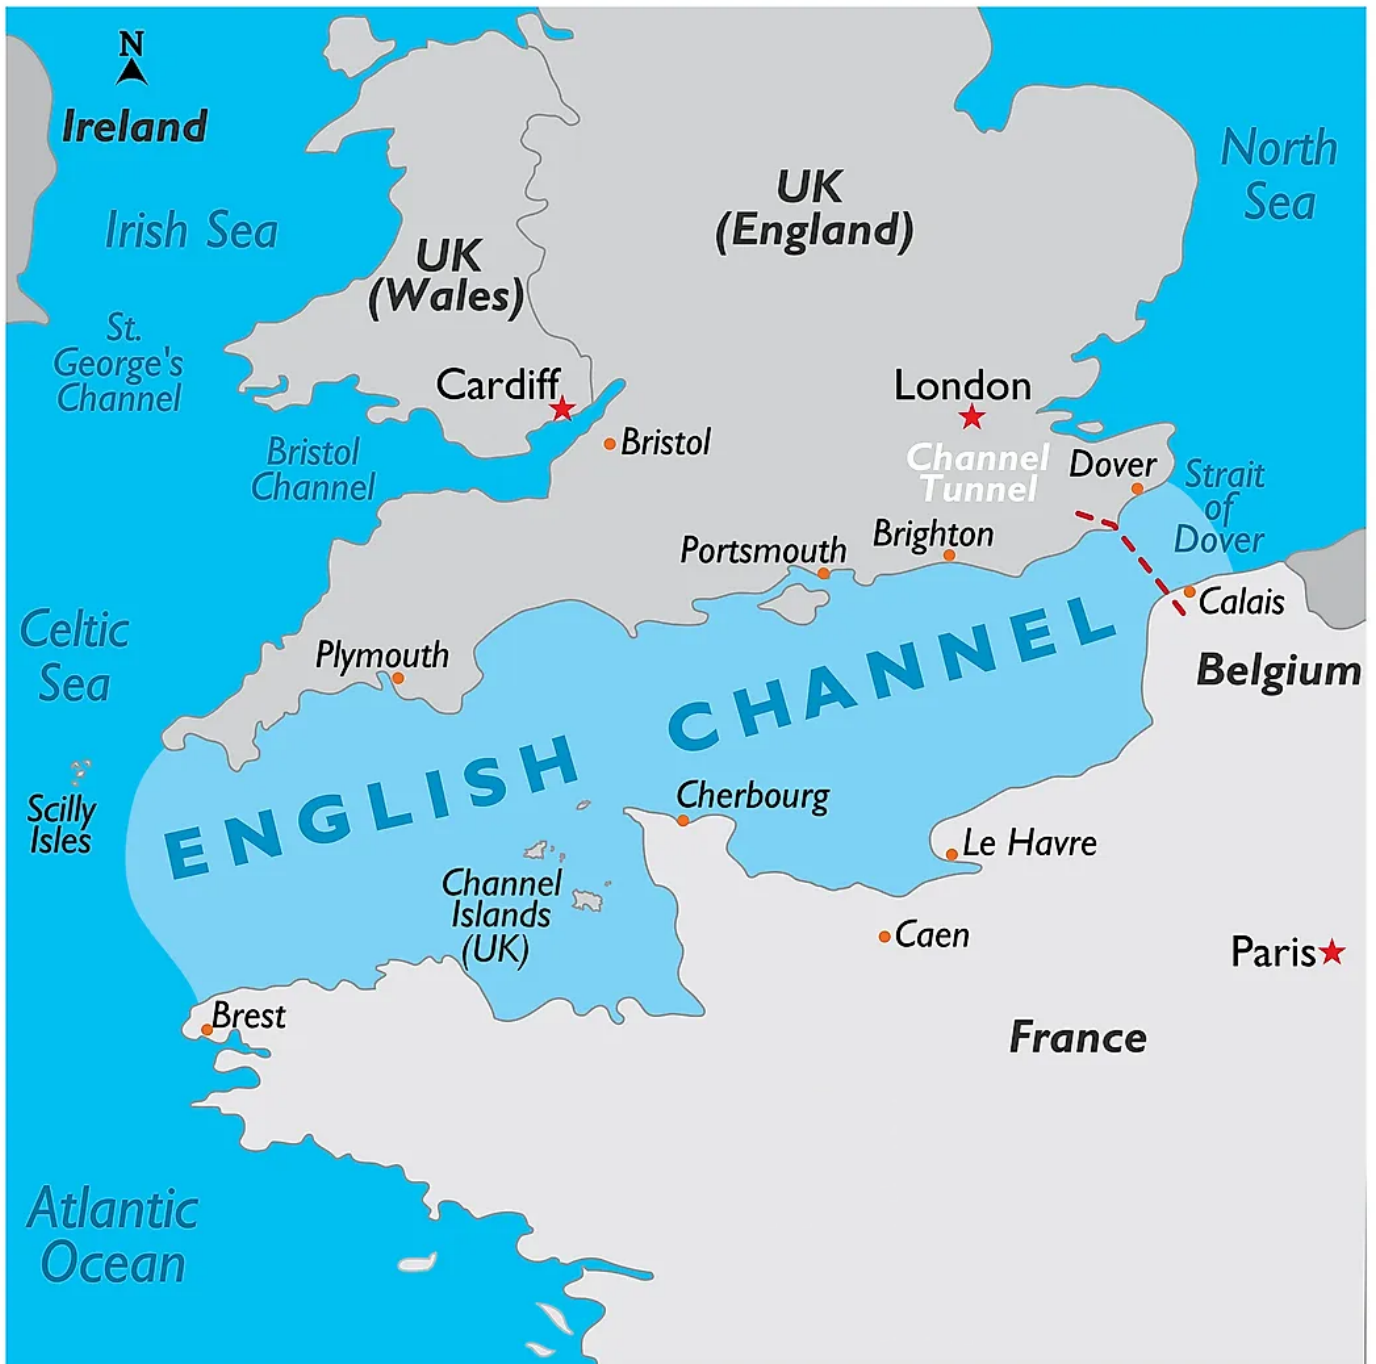 N
Ireland
North
Sea
UK
(England)
Irish Sea
UK
(Wales)
St.
George's
Channel
Cardiff
London
Bristol
Bristol
Channel
Channel
Tunnel
Dover
Strait
of
Dover
Brighton
Portsmouth
Calais
Celtic
Sea
Plymouth
Belgium
ENGLISH CHANNEL
Scilly
Isles
Cherbourg
Le Havre
Channel
Islands
(UK)
Caen
Paris
Brest
France
Atlantic
Ocean